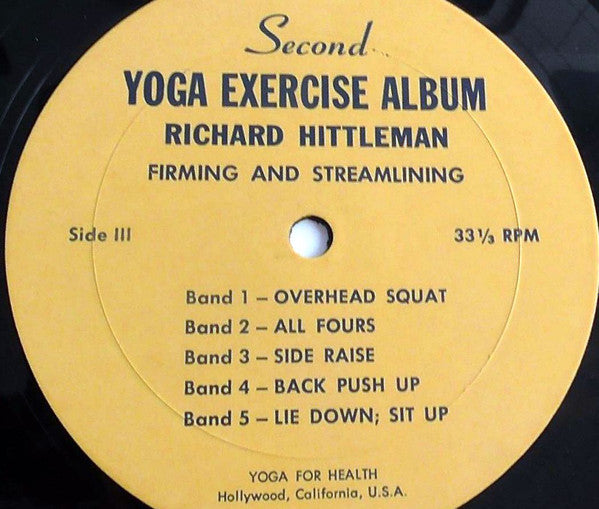 Second
YOGA EXERCISE ALBUM
RICHARD HITTLEMAN
FIRMING AND STREAMLINING
Side III 33⅓ RPM
Band 1 – OVERHEAD SQUAT
Band 2 – ALL FOURS
Band 3 – SIDE RAISE
Band 4 – BACK PUSH UP
Band 5 – LIE DOWN; SIT UP
YOGA FOR HEALTH
Hollywood, California, U.S.A.